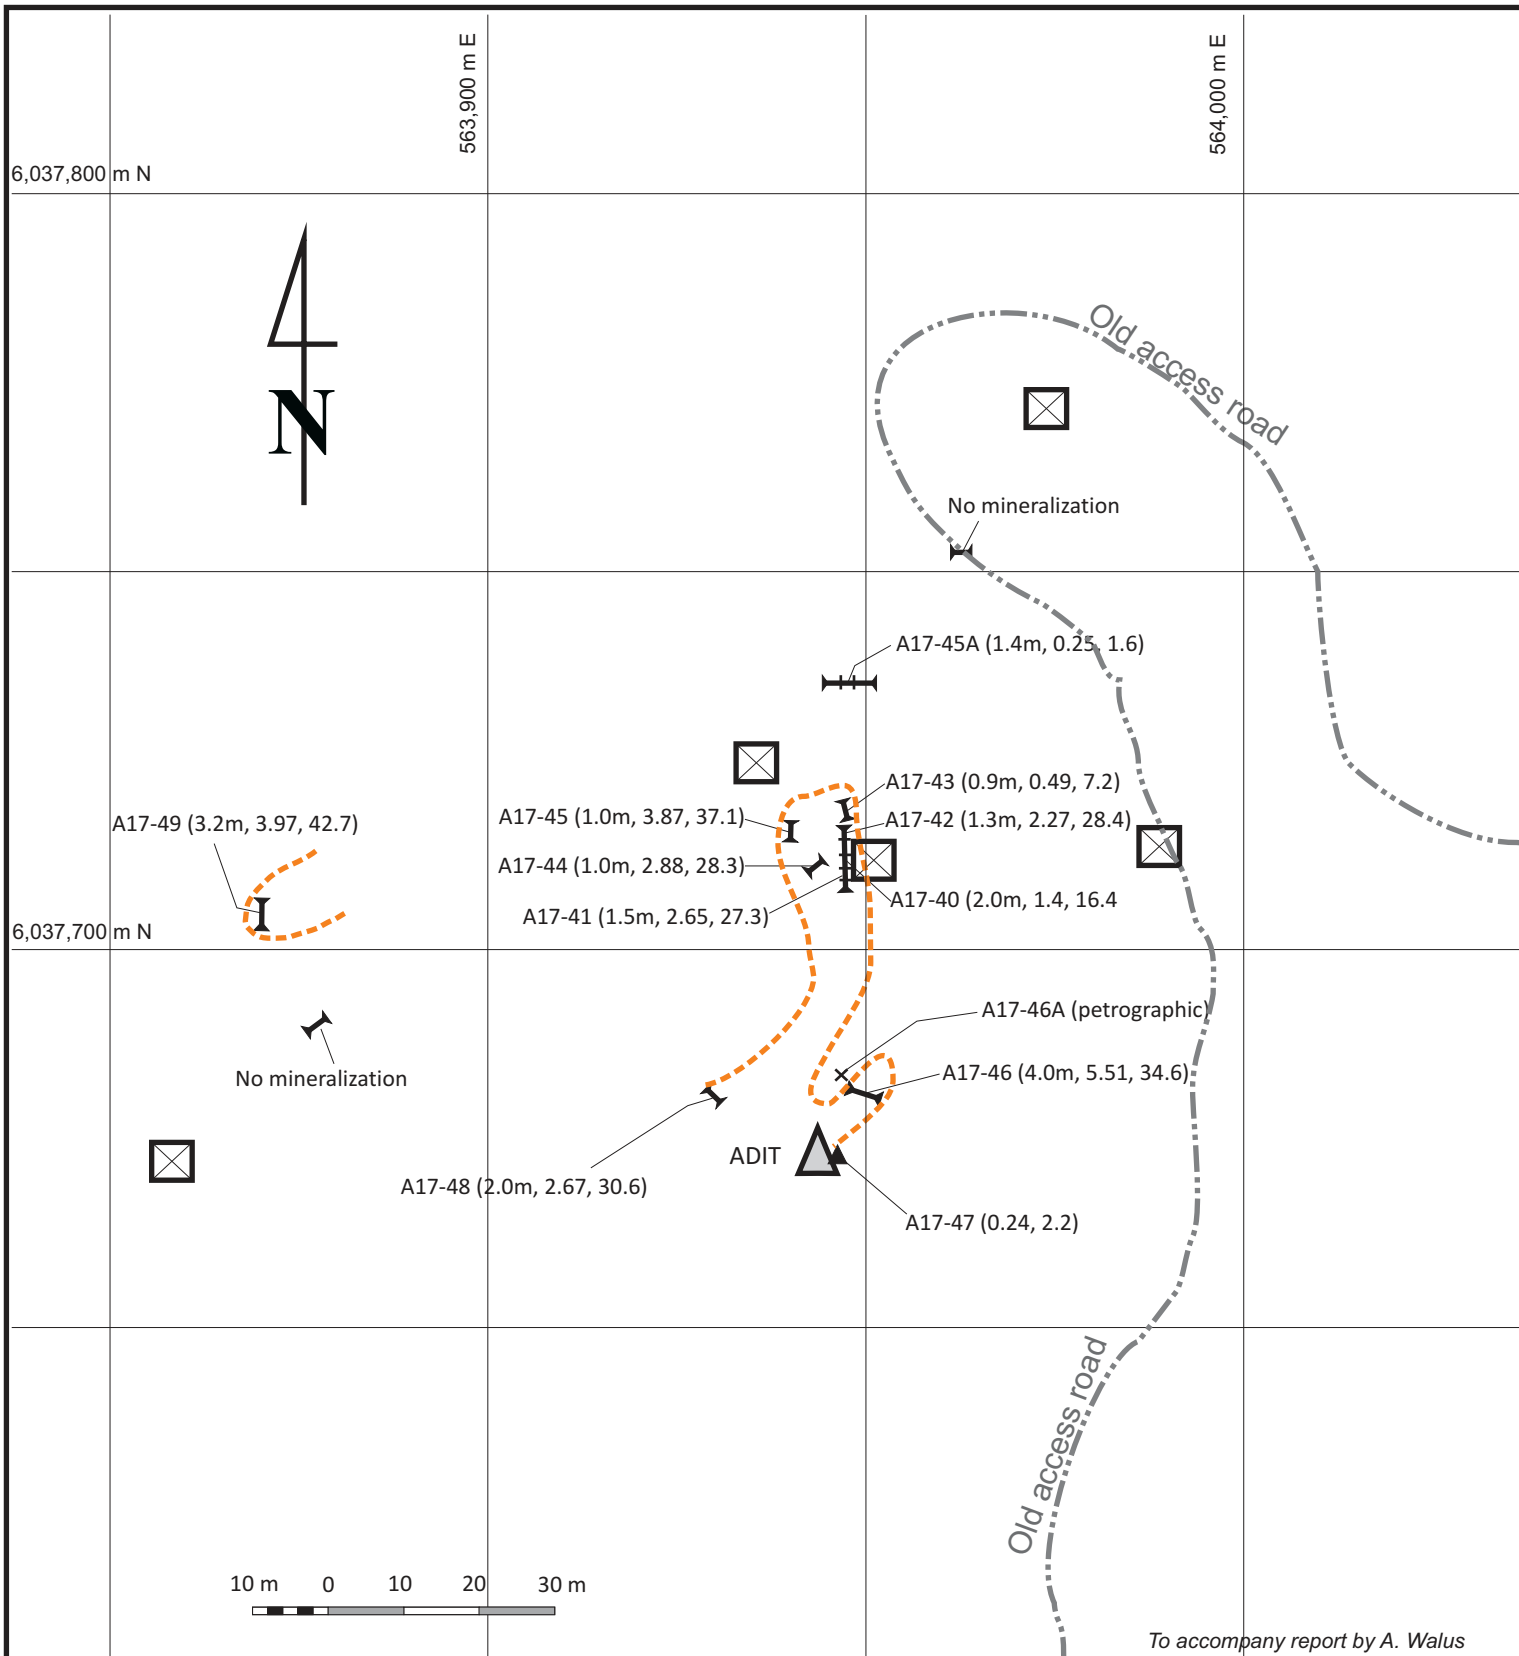 563,900 m E
564,000 m E
6,037,800 m N
N
Old access road
No mineralization
A17-45A (1.4m, 0.25, 1.6)
A17-43 (0.9m, 0.49, 7.2)
A17-45 (1.0m, 3.87, 37.1)
A17-42 (1.3m, 2.27, 28.4)
A17-49 (3.2m, 3.97, 42.7)
A17-44 (1.0m, 2.88, 28.3)
A17-40 (2.0m, 1.4, 16.4
A17-41 (1.5m, 2.65, 27.3)
6,037,700 m N
A17-46A (petrographic)
No mineralization
A17-46 (4.0m, 5.51, 34.6)
ADIT
A17-48 (2.0m, 2.67, 30.6)
A17-47 (0.24, 2.2)
Old access road
10 m 0 10 20 30 m
To accompany report by A. Walus